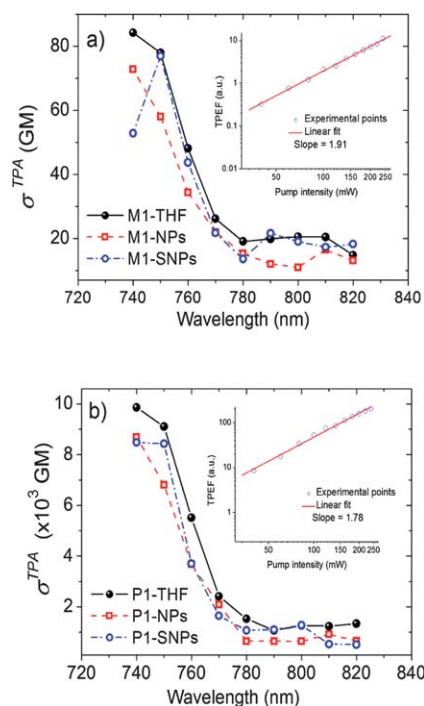 a)
σ TPA (GM)
80
60
40
20
720 740 760 780 800 820 840
Wavelength (nm)
M1-THF
M1-NPs
M1-SNPs
TPEF (a.u.)
10
1
0.1
0.01
50 100 150 200 250
Pump intensity (mW)
Experimental points
Linear fit
Slope = 1.91
b)
σTPA (x10³ GM)
10
8
6
4
2
720 740 760 780 800 820 840
Wavelength (nm)
P1-THF
P1-NPs
P1-SNPs
TPEF (a.u.)
100
10
1
50 100 150 200 250
Pump intensity (mW)
Experimental points
Linear fit
Slope = 1.78